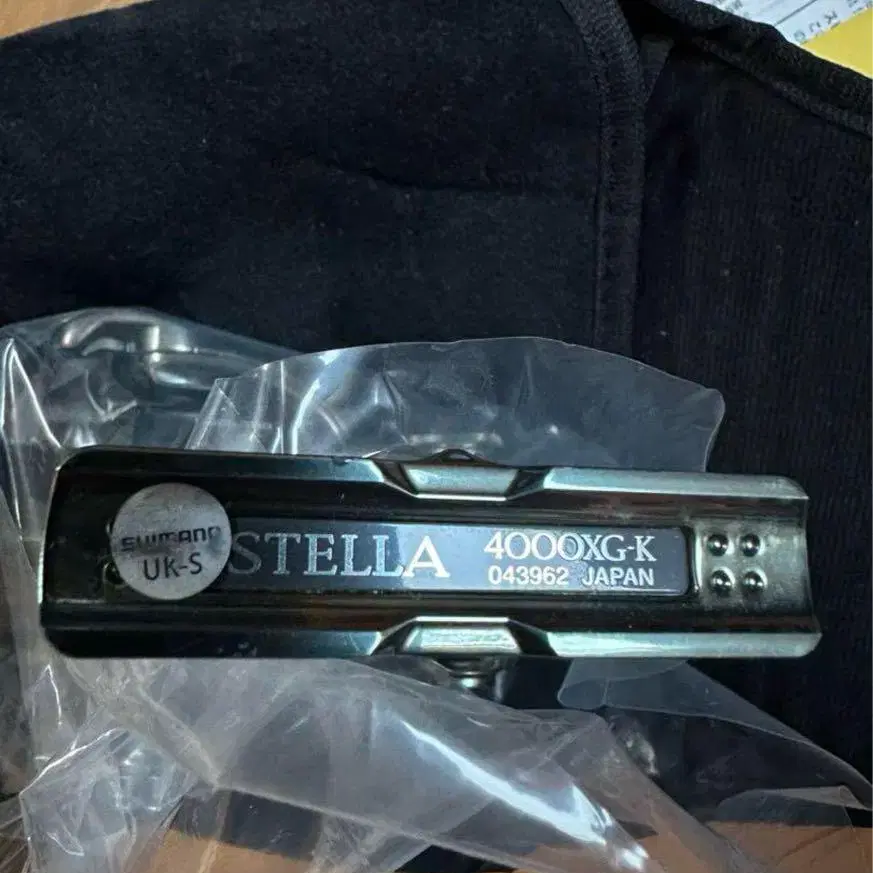 SHIMANO
UK-S
STELLA
4000XG-K
043962 JAPAN